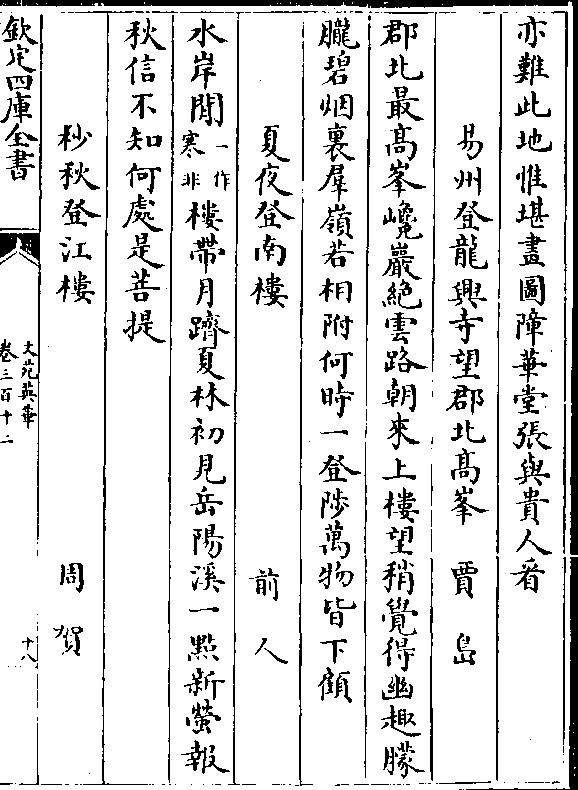 亦難此地惟堪畫圖障華堂張與貴人看
易州登龍興寺望郡北髙峯 賈島
郡北最髙峯巉巖絶雲路朝來上樓望稍覺得幽趣朦
朧碧烟裏羣嶺若相附何時一登陟萬物皆下顧
夏夜登南樓 前人
水岸閒一作寒非樓帶月躋夏林初見岳陽溪一㸃新螢報
秋信不知何處是菩提
杪秋登江樓 周賀
欽定四庫全書
文苑英華
卷三百十二
十八